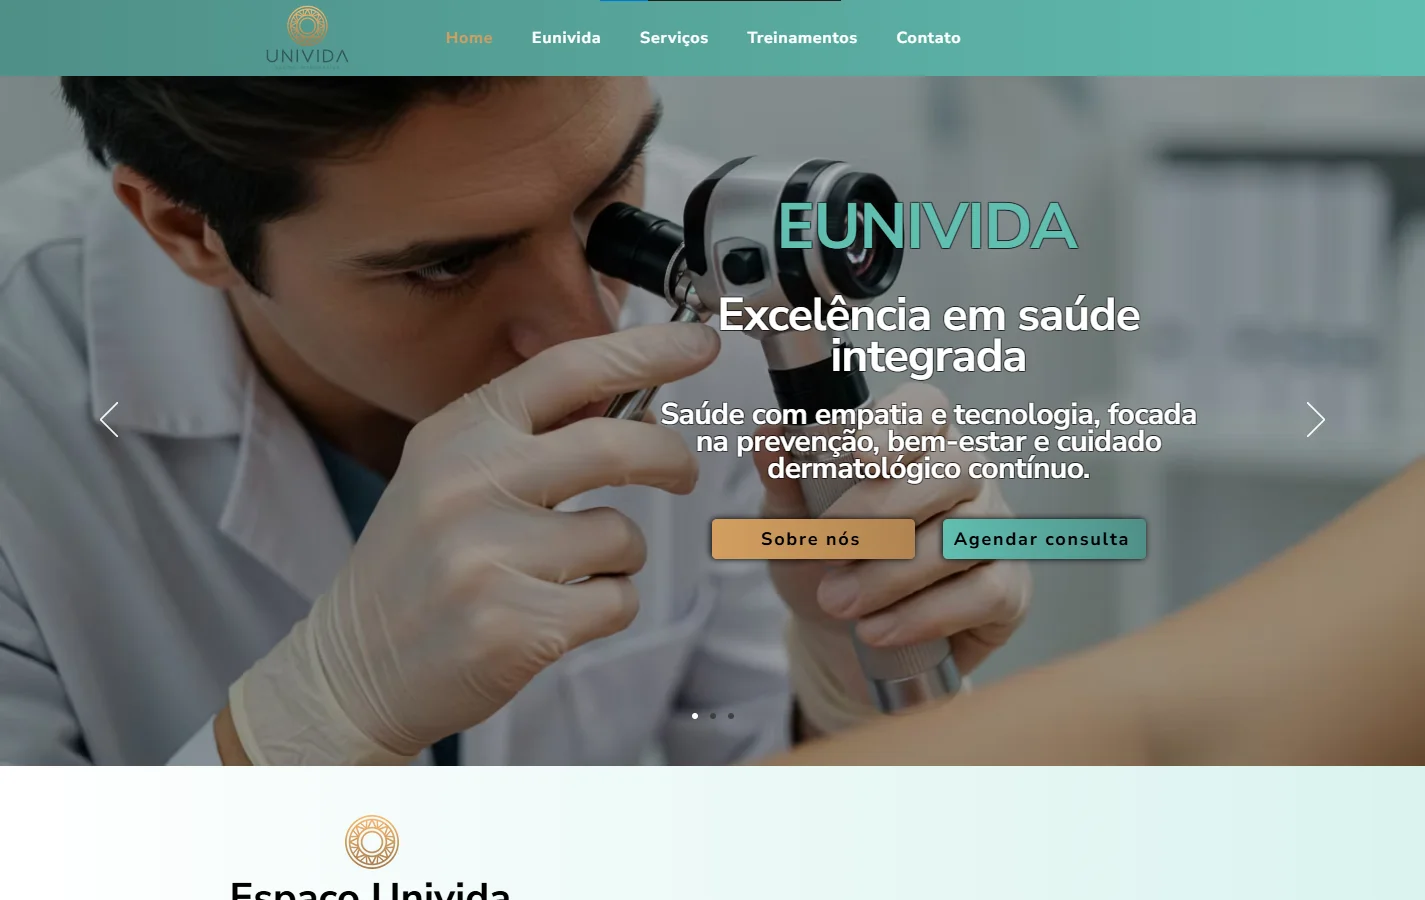 UNIVIDA
Home Eunivida Serviços Treinamentos Contato
EUNIVIDA
Excelência em saúde
integrada
Saúde com empatia e tecnologia, focada
na prevenção, bem-estar e cuidado
dermatológico contínuo.
Sobre nós Agendar consulta
Espaço Univida